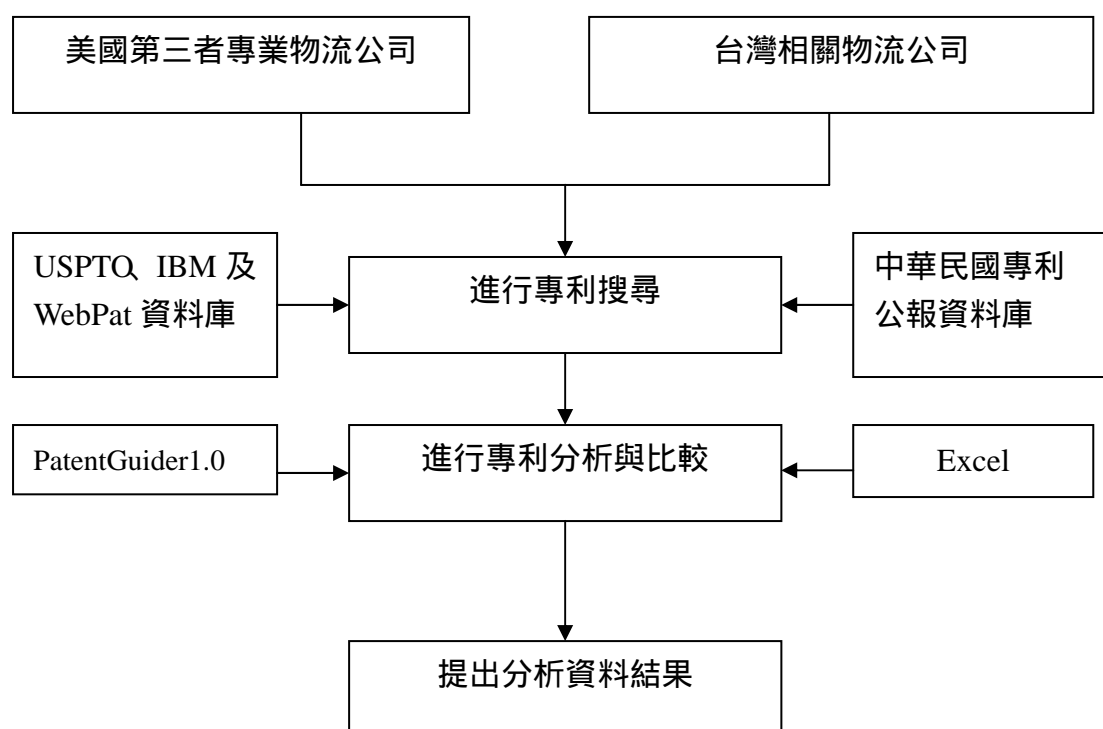 美國第三者專業物流公司
台灣相關物流公司
USPTO、IBM 及
WebPat 資料庫
進行專利搜尋
中華民國專利
公報資料庫
PatentGuider1.0
進行專利分析與比較
Excel
提出分析資料結果